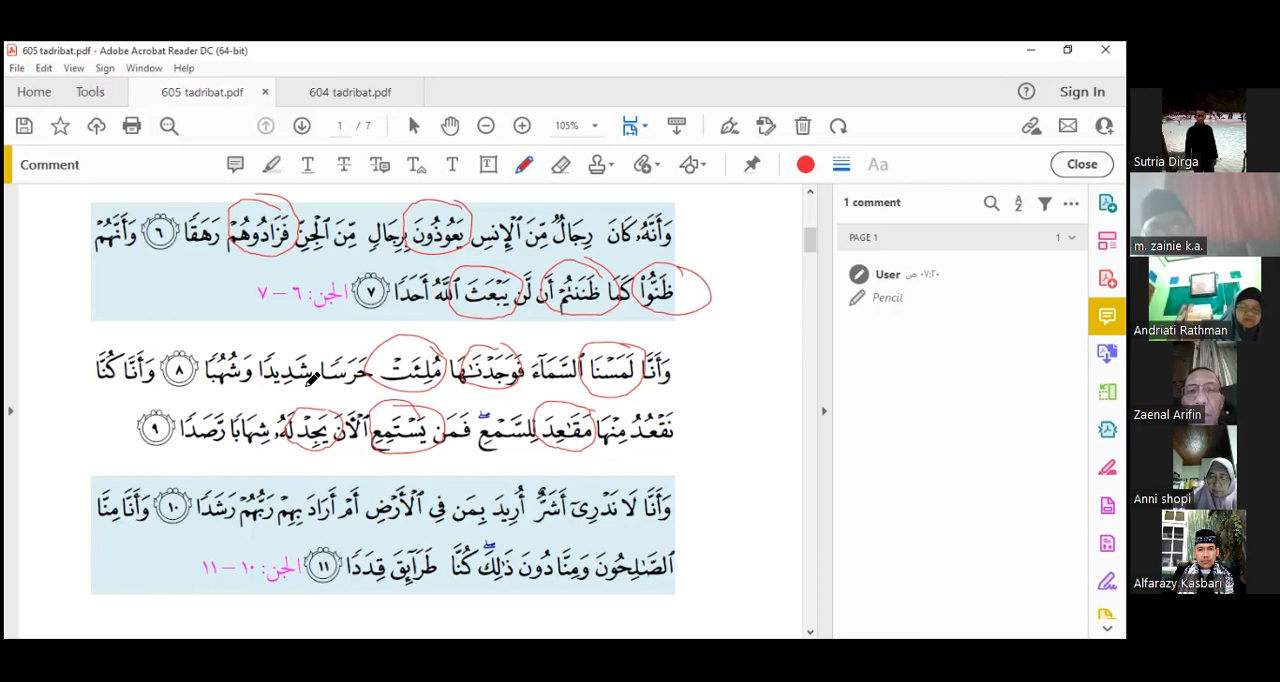 605 tadribat.pdf - Adobe Acrobat Reader DC (64-bit)
File Edit View Sign Window Help
Home Tools 605 tadribat.pdf × 604 tadribat.pdf Sign In
1 / 7 105%
Comment Aa Close
وَأَنَّهُۥ كَانَ رِجَالٌ مِّنَ ٱلْإِنسِ يَعُوذُونَ بِرِجَالٍ مِّنَ ٱلْجِنِّ فَزَادُوهُمْ رَهَقًا ٦ وَأَنَّهُمْ
ظَنُّوا۟ كَمَا ظَنَنتُمْ أَن لَّن يَبْعَثَ ٱللَّهُ أَحَدًا ٧ الجن: ٦ – ٧
وَأَنَّا لَمَسْنَا ٱلسَّمَآءَ فَوَجَدْنَٰهَا مُلِئَتْ حَرَسًا شَدِيدًا وَشُهُبًا ٨ وَأَنَّا كُنَّا
نَقْعُدُ مِنْهَا مَقَٰعِدَ لِلسَّمْعِ ۖ فَمَن يَسْتَمِعِ ٱلْـَٔانَ يَجِدْ لَهُۥ شِهَابًا رَّصَدًا ٩
وَأَنَّا لَا نَدْرِىٓ أَشَرٌّ أُرِيدَ بِمَن فِى ٱلْأَرْضِ أَمْ أَرَادَ بِهِمْ رَبُّهُمْ رَشَدًا ١٠ وَأَنَّا مِنَّا
ٱلصَّٰلِحُونَ وَمِنَّا دُونَ ذَٰلِكَ ۖ كُنَّا طَرَآئِقَ قِدَدًا ١١ الجن: ١٠ – ١١
1 comment
PAGE 1 1
User ٠٧:٢٠ ص
Pencil
Sutria Dirga
m. zainie k.a.
Andriati Rathman
Zaenal Arifin
Anni shopi
Alfarazy Kasbari